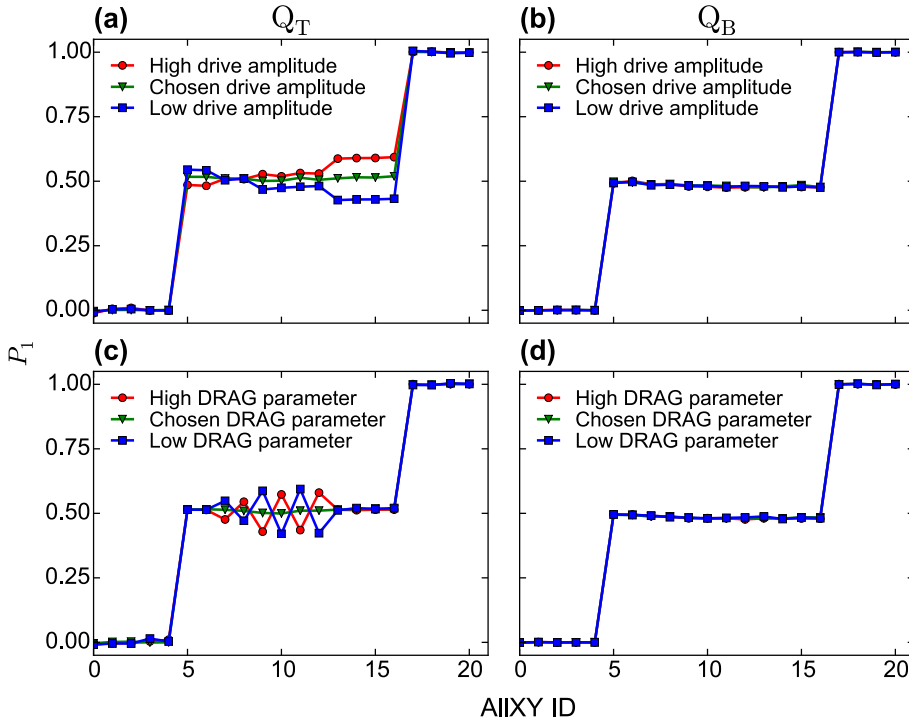 (a) Q_T (b) Q_B
High drive amplitude
Chosen drive amplitude
Low drive amplitude
High drive amplitude
Chosen drive amplitude
Low drive amplitude
1.00
0.75
0.50
0.25
0.00
P_1
(c) (d)
High DRAG parameter
Chosen DRAG parameter
Low DRAG parameter
High DRAG parameter
Chosen DRAG parameter
Low DRAG parameter
1.00
0.75
0.50
0.25
0.00
0 5 10 15 20 0 5 10 15 20
AllXY ID